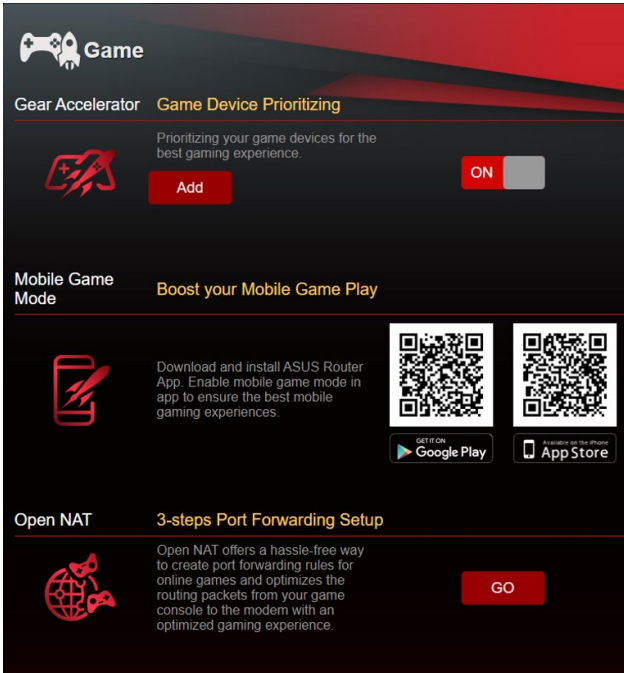 Game
Gear Accelerator
Game Device Prioritizing
Prioritizing your game devices for the
best gaming experience.
Add
ON
Mobile Game
Mode
Boost your Mobile Game Play
Download and install ASUS Router
App. Enable mobile game mode in
app to ensure the best mobile
gaming experiences.
GET IT ON
Google Play
Available on the iPhone
App Store
Open NAT
3-steps Port Forwarding Setup
Open NAT offers a hassle-free way
to create port forwarding rules for
online games and optimizes the
routing packets from your game
console to the modem with an
optimized gaming experience.
GO